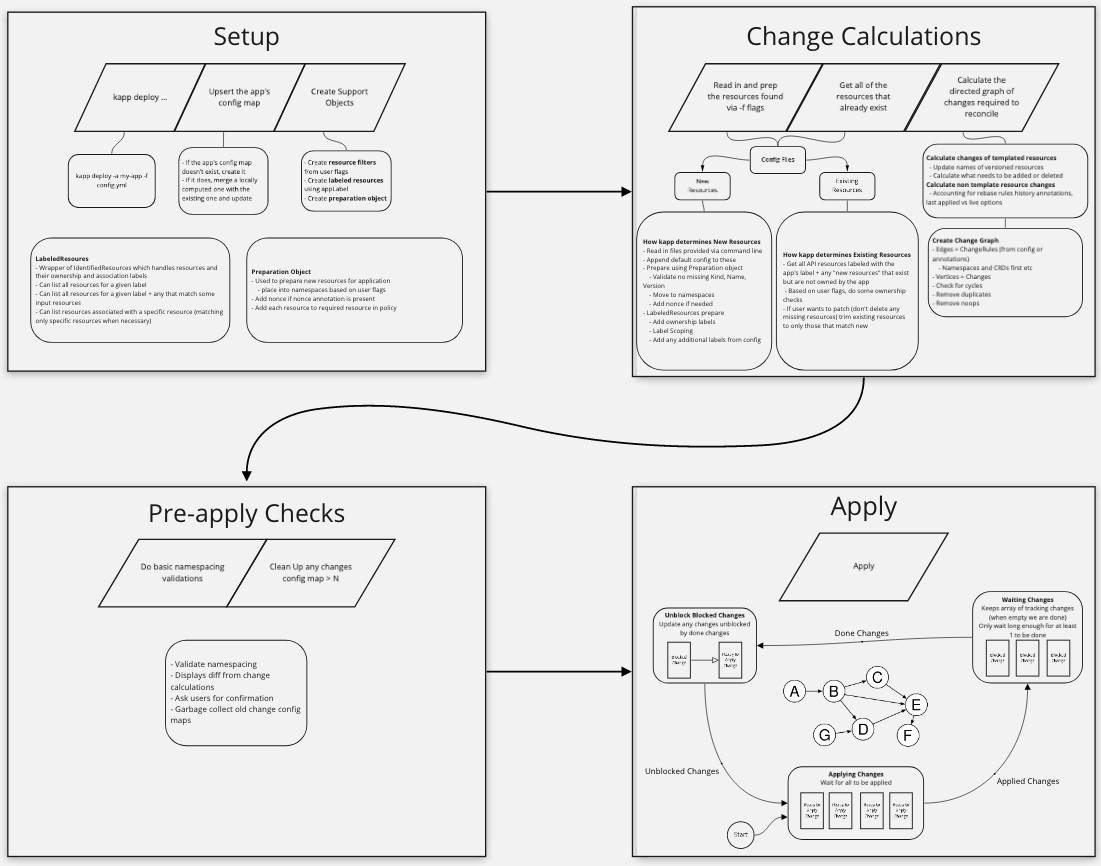 Setup
kapp deploy ...
Upsert the app's
config map
Create Support
Objects
kapp deploy -a my-app -f
config.yml
- If the app's config map
doesn't exist, create it
- If it does, merge a locally
computed one with the
existing one and update
- Create resource filters
from user flags
- Create labeled resources
using appLabel
- Create preparation object
LabeledResoures
- Wrapper of IdentifiedResources which handles resources and
their ownership and association labels
- Can list all resources for a given label
- Can list all resources for a given label + any that match some
input resources
- Can list resources associated with a specific resource (matching
only specific resources when necessary)
Preparation Object
- Used to prepare new resources for application
- place into namespaces based on user flags
- Add nonce if nonce annotation is present
- Add each resource to required resource in policy
Change Calculations
Read in and prep
the resources found
via -f flags
Get all of the
resources that
already exist
Calculate the
directed graph of
changes required to
reconcile
Config Files
New
Resources
Existing
Resources
How kapp determines New Resources
- Read in files provided via command line
- Append default config to these
- Prepare using Preparation object
- Validate no missing Kind, Name,
Version
- Move to namespaces
- Add nonce if needed
- LabeledResources prepare
- Add ownership labels
- Label Scoping
- Add any additional labels from config
How kapp determines Existing Resources
- Get all API resources labeled with the
app's label + any "new resources" that exist
but are not owned by the app
- Based on user flags, do some ownership
checks
- If user wants to patch (don't delete any
missing resources) trim existing resources
to only those that match new
Calculate changes of templated resources
- Update names of versioned resources
- Calculate what needs to be added or deleted
Calculate non template resource changes
- Accounting for rebase rules history annotations,
last applied vs live options
Create Change Graph
- Edges = ChangeRules (from config or
annotations)
- Namespaces and CRDs first etc
- Vertices = Changes
- Check for cycles
- Remove duplicates
- Remove noops
Pre-apply Checks
Do basic namespacing
validations
Clean Up any changes
config map > N
- Validate namespacing
- Displays diff from change
calculations
- Ask users for confirmation
- Garbage collect old change config
maps
Apply
Apply
Unblock Blocked Changes
Update any changes unblocked
by done changes
Blocked
Change
Ready to
Apply
Change
Waiting Changes
Keeps array of tracking changes
(when empty we are done)
Only wait long enough for at least
1 to be done
Blocked
Change
Blocked
Change
Blocked
Change
Done Changes
A
B
C
E
G
D
F
Unblocked Changes
Applied Changes
Applying Changes
Wait for all to be applied
Ready to
Apply
Change
Ready to
Apply
Change
Ready to
Apply
Change
Ready to
Apply
Change
Start